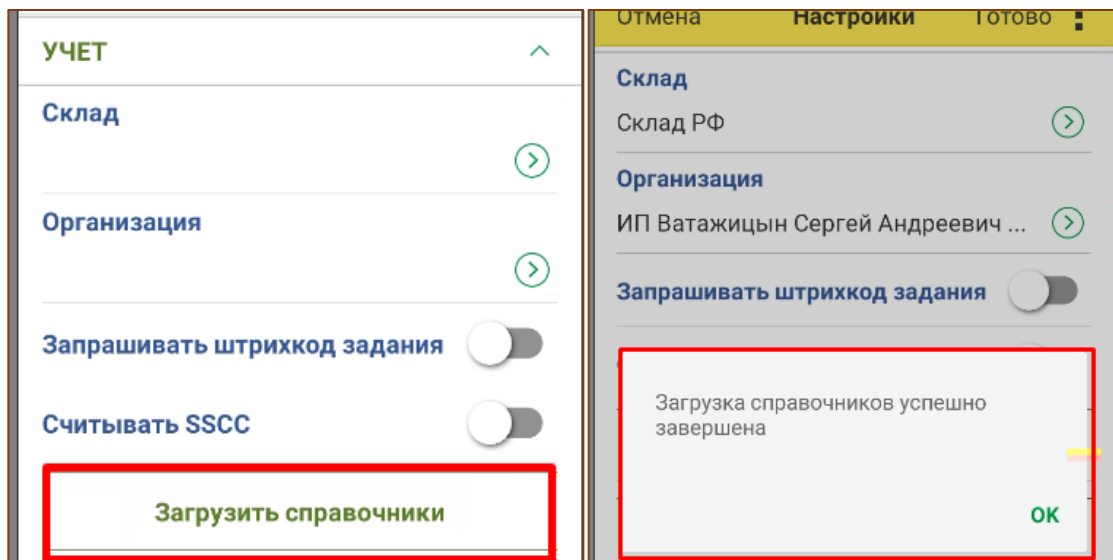 УЧЕТ
Склад
Организация
Запрашивать штрихкод задания
Считывать SSCC
Загрузить справочники
Отмена Настройки Готово
Склад
Склад РФ
Организация
ИП Ватажицын Сергей Андреевич ...
Запрашивать штрихкод задания
Загрузка справочников успешно
завершена
OK